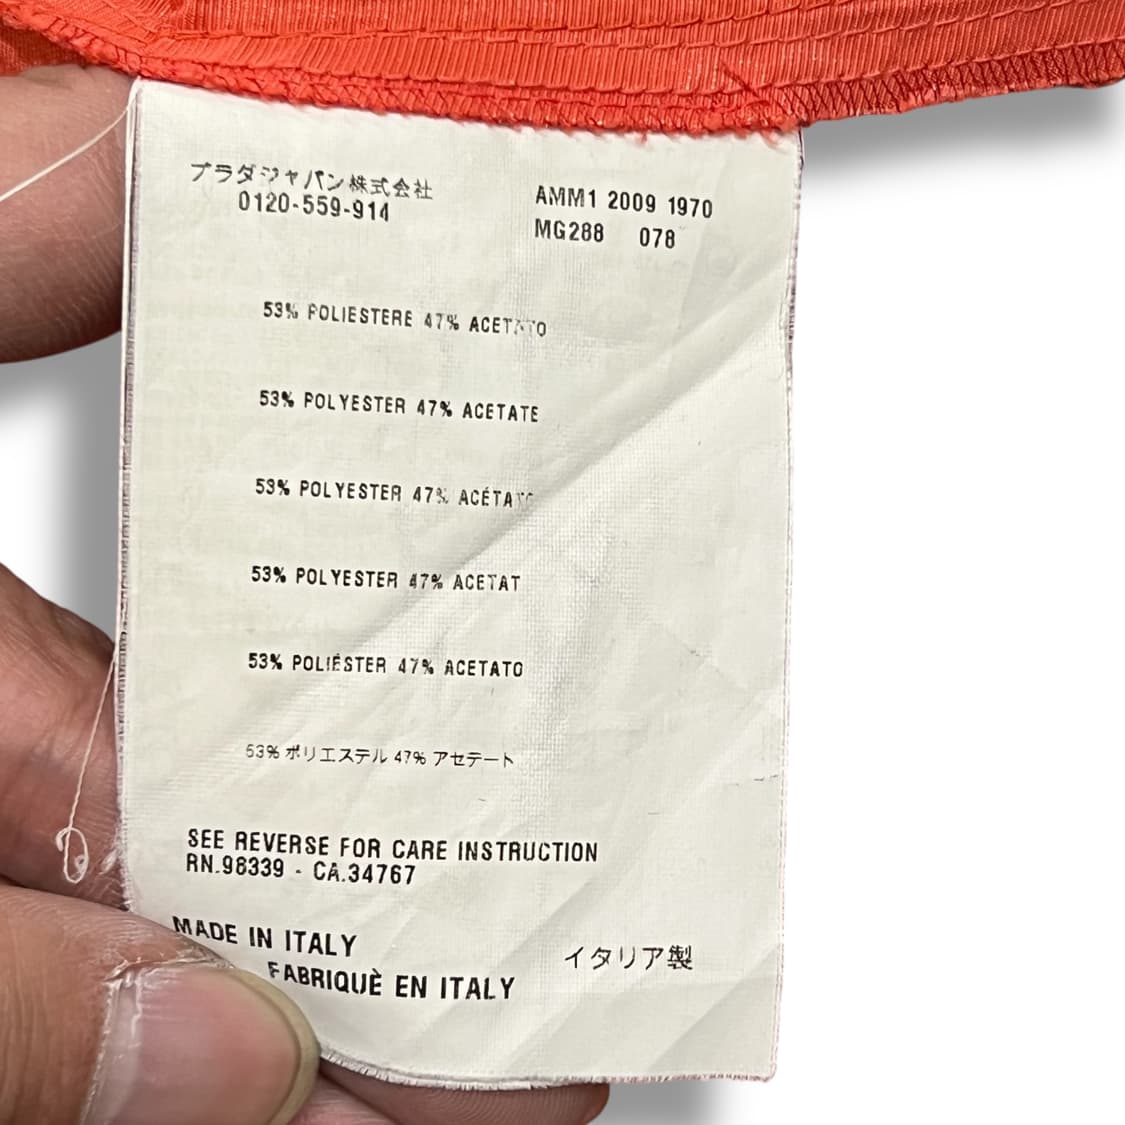 プラダジャパン株式会社
0120-559-914
AMM1 2009 1970
MG288 078
53% POLIESTERE 47% ACETATO
53% POLYESTER 47% ACETATE
53% POLYESTER 47% ACÉTATE
53% POLYESTER 47% ACETAT
53% POLIÉSTER 47% ACETATO
53% ポリエステル 47% アセテート
SEE REVERSE FOR CARE INSTRUCTION
RN.98339 - CA.34767
MADE IN ITALY
FABRIQUÈ EN ITALY
イタリア製